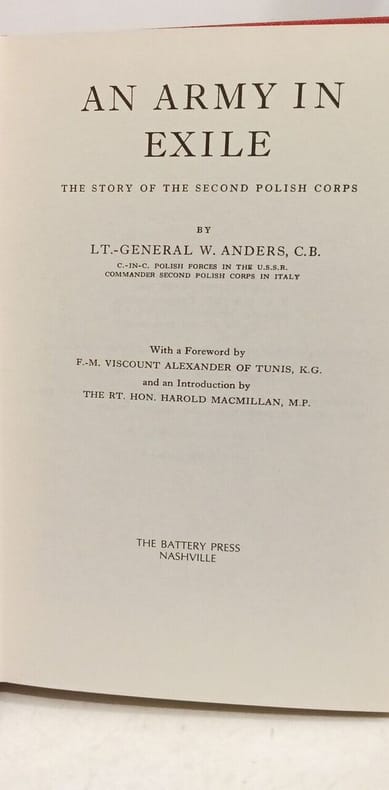 AN ARMY IN
EXILE
THE STORY OF THE SECOND POLISH CORPS
BY
LT.-GENERAL W. ANDERS, C.B.
C.-IN-C. POLISH FORCES IN THE U.S.S.R.
COMMANDER SECOND POLISH CORPS IN ITALY
With a Foreword by
F.-M. VISCOUNT ALEXANDER OF TUNIS, K.G.
and an Introduction by
THE RT. HON. HAROLD MACMILLAN, M.P.
THE BATTERY PRESS
NASHVILLE